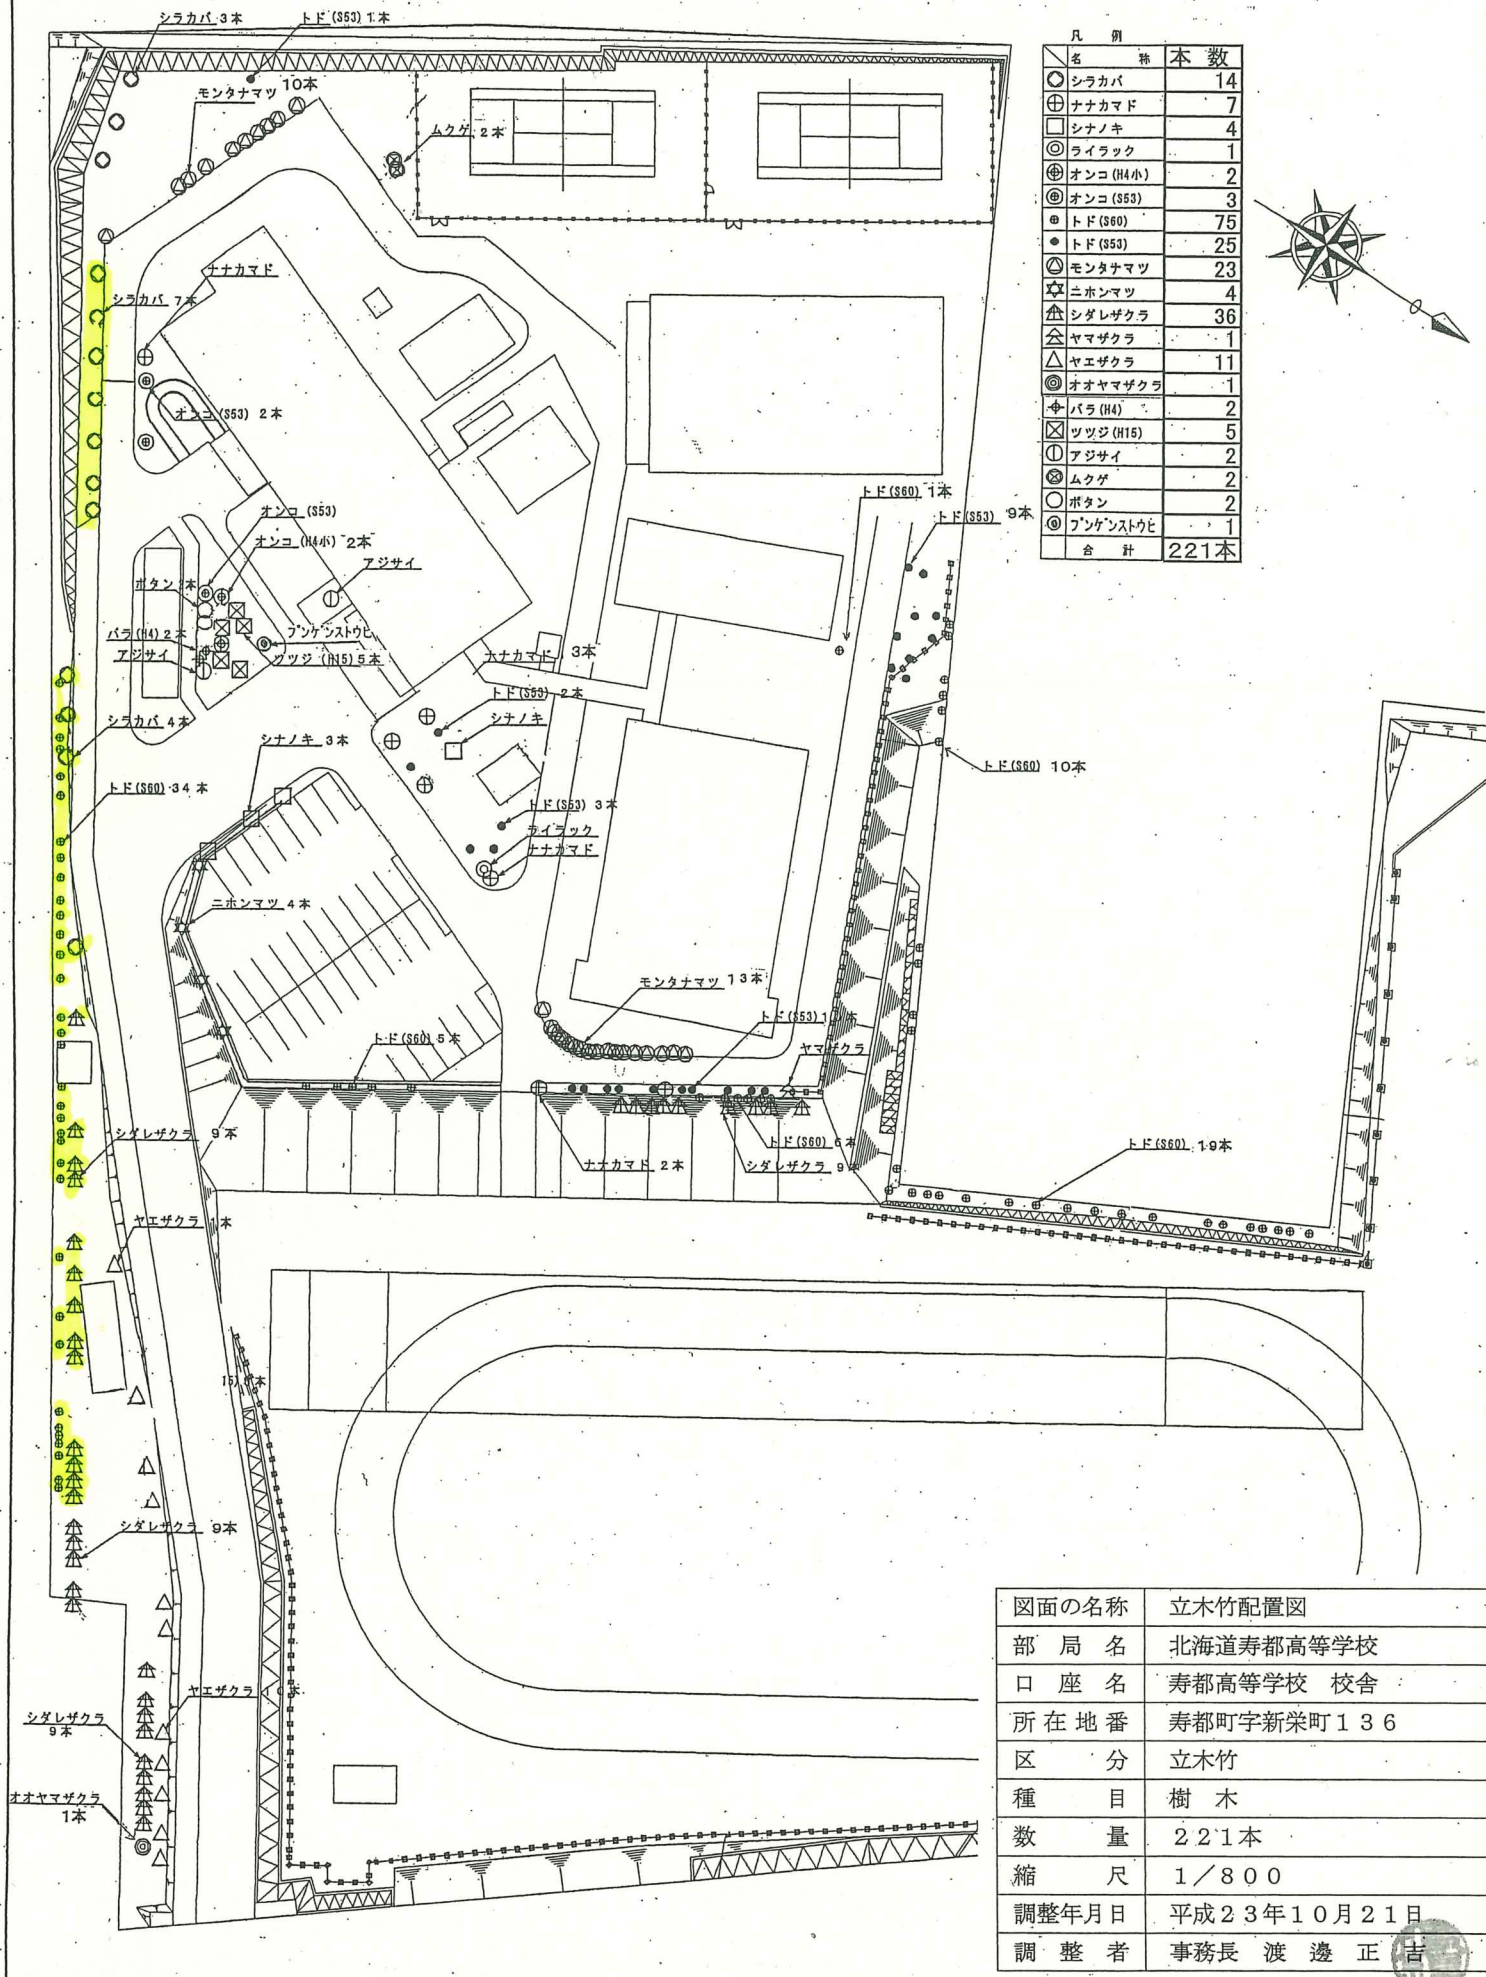 シラカバ 3本
トド(S53) 1本
モンタナマツ 10本
ムクゲ 2本
凡 例
名 称 本 数
シラカバ 14
ナナカマド 7
シナノキ 4
ライラック 1
オンコ(H4小) 2
オンコ(S53) 3
トド(S60) 75
トド(S53) 25
モンタナマツ 23
ニホンマツ 4
シダレザクラ 36
ヤマザクラ 1
ヤエザクラ 11
オオヤマザクラ 1
バラ(H4) 2
ツツジ(H15) 5
アジサイ 2
ムクゲ 2
ボタン 2
プンゲンストウヒ 1
合 計 221本
ナナカマド
シラカバ 7本
オンコ(S53) 2本
トド(S60) 1本
トド(S53) 9本
オンコ(S53)
オンコ(H4小) 2本
アジサイ
ボタン 本
バラ(H4) 2本
プンゲンストウヒ
アジサイ
ツツジ(H15) 5本
ナナカマド 3本
トド(S53) 2本
シナノキ
シラカバ 4本
シナノキ 3本
トド(S60) 10本
トド(S60) 34本
トド(S53) 3本
ライラック
ナナカマド
ニホンマツ 4本
モンタナマツ 13本
トド(S53) 本
トド(S60) 5本
ヤマザクラ
シダレザクラ 9本
トド(S60) 6本
トド(S60) 19本
ナナカマド 2本
シダレザクラ 9本
ヤエザクラ 1本
シダレザクラ 9本
ヤエザクラ 本
シダレザクラ
9本
オオヤマザクラ
1本
図面の名称 立木竹配置図
部局名 北海道寿都高等学校
口座名 寿都高等学校 校舎
所在地番 寿都町字新栄町136
区分 立木竹
種目 樹木
数量 221本
縮尺 1/800
調整年月日 平成23年10月21日
調整者 事務長 渡邊正吉